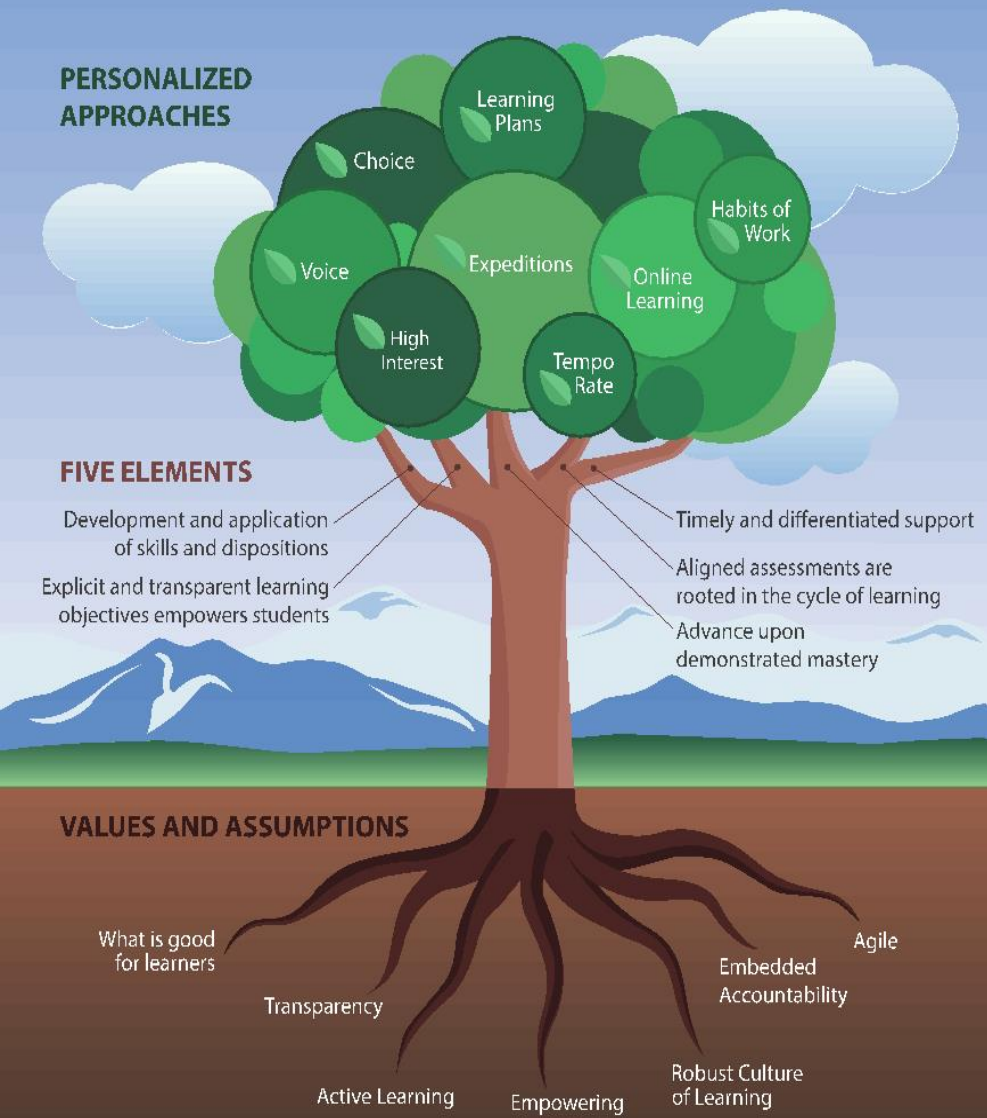 PERSONALIZED
APPROACHES
Learning
Plans
Choice
Habits of
Work
Voice
Expeditions
Online
Learning
High
Interest
Tempo
Rate
FIVE ELEMENTS
Development and application
of skills and dispositions
Explicit and transparent learning
objectives empowers students
Timely and differentiated support
Aligned assessments are
rooted in the cycle of learning
Advance upon
demonstrated mastery
VALUES AND ASSUMPTIONS
What is good
for learners
Transparency
Active Learning
Empowering
Robust Culture
of Learning
Embedded
Accountability
Agile